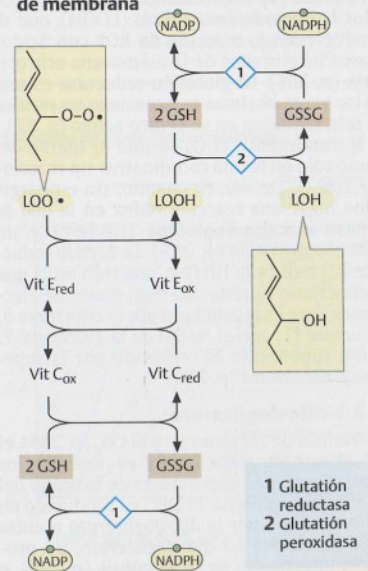 de membrana
NADP NADPH
1
2 GSH GSSG
2
O-O•
LOO • LOOH LOH
OH
Vit E red Vit E ox
Vit C ox Vit C red
2 GSH GSSG
1
NADP NADPH
1 Glutatión
reductasa
2 Glutatión
peroxidasa